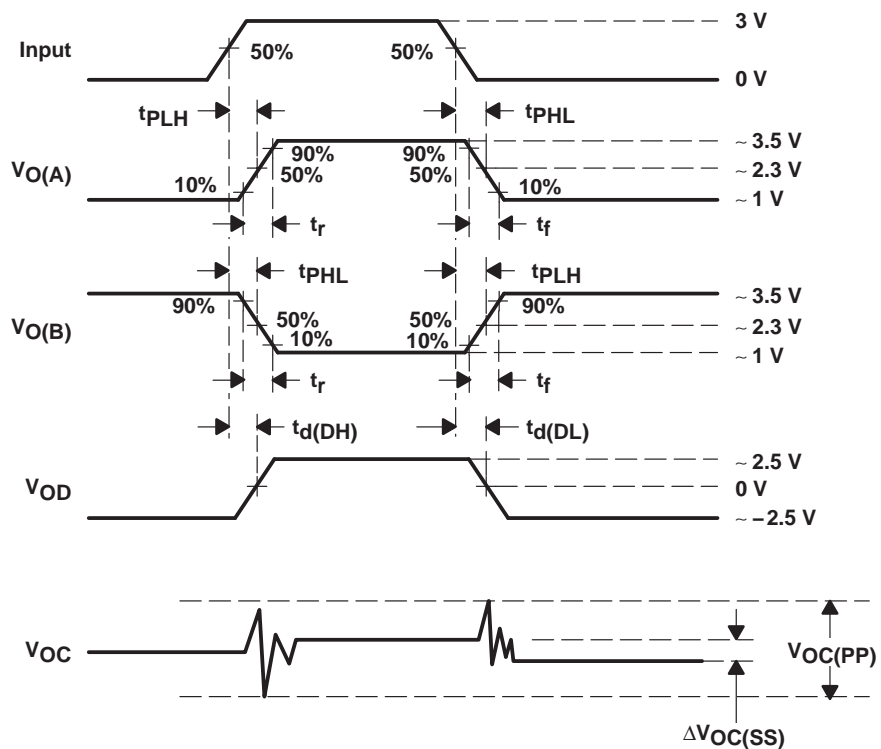 3 V
Input
50%
50%
0 V
tPLH
tPHL
~ 3.5 V
90%
90%
VO(A)
50%
50%
~ 2.3 V
10%
10%
~ 1 V
tr
tf
tPHL
tPLH
~ 3.5 V
90%
90%
VO(B)
50%
50%
~ 2.3 V
10%
10%
~ 1 V
tr
tf
td(DH)
td(DL)
~ 2.5 V
VOD
0 V
~ – 2.5 V
VOC
VOC(PP)
ΔVOC(SS)